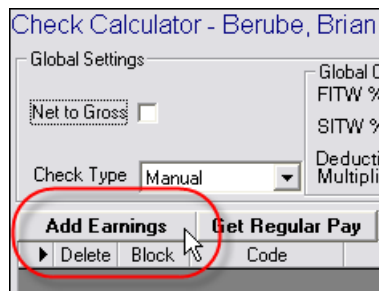 Check Calculator - Berube, Brian
Global Settings
Global
FITW %
Net to Gross
SITW %
Check Type Manual
Multipli
Add Earnings Get Regular Pay
Delete Block Code